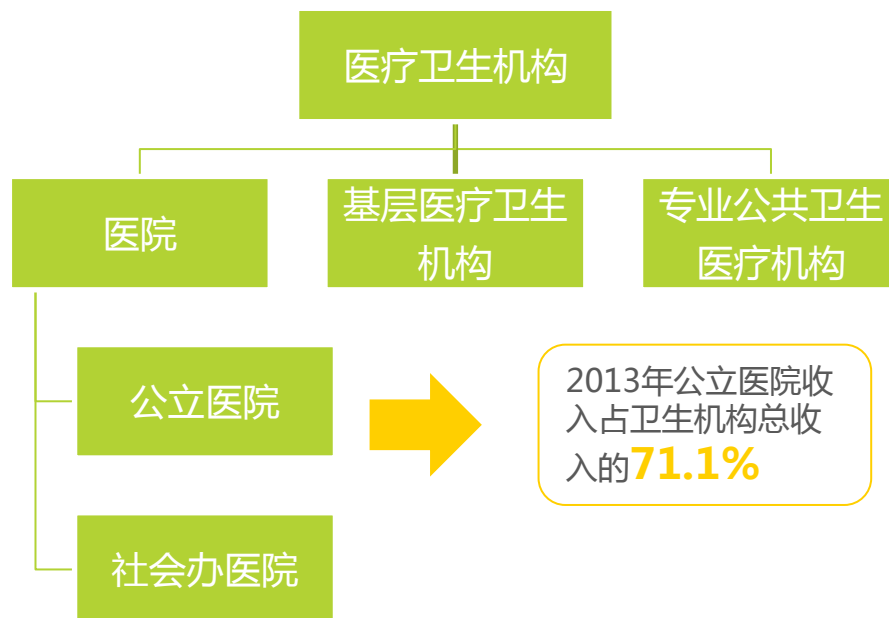 医疗卫生机构
医院
基层医疗卫生
机构
专业公共卫生
医疗机构
公立医院
2013年公立医院收
入占卫生机构总收
入的71.1%
社会办医院